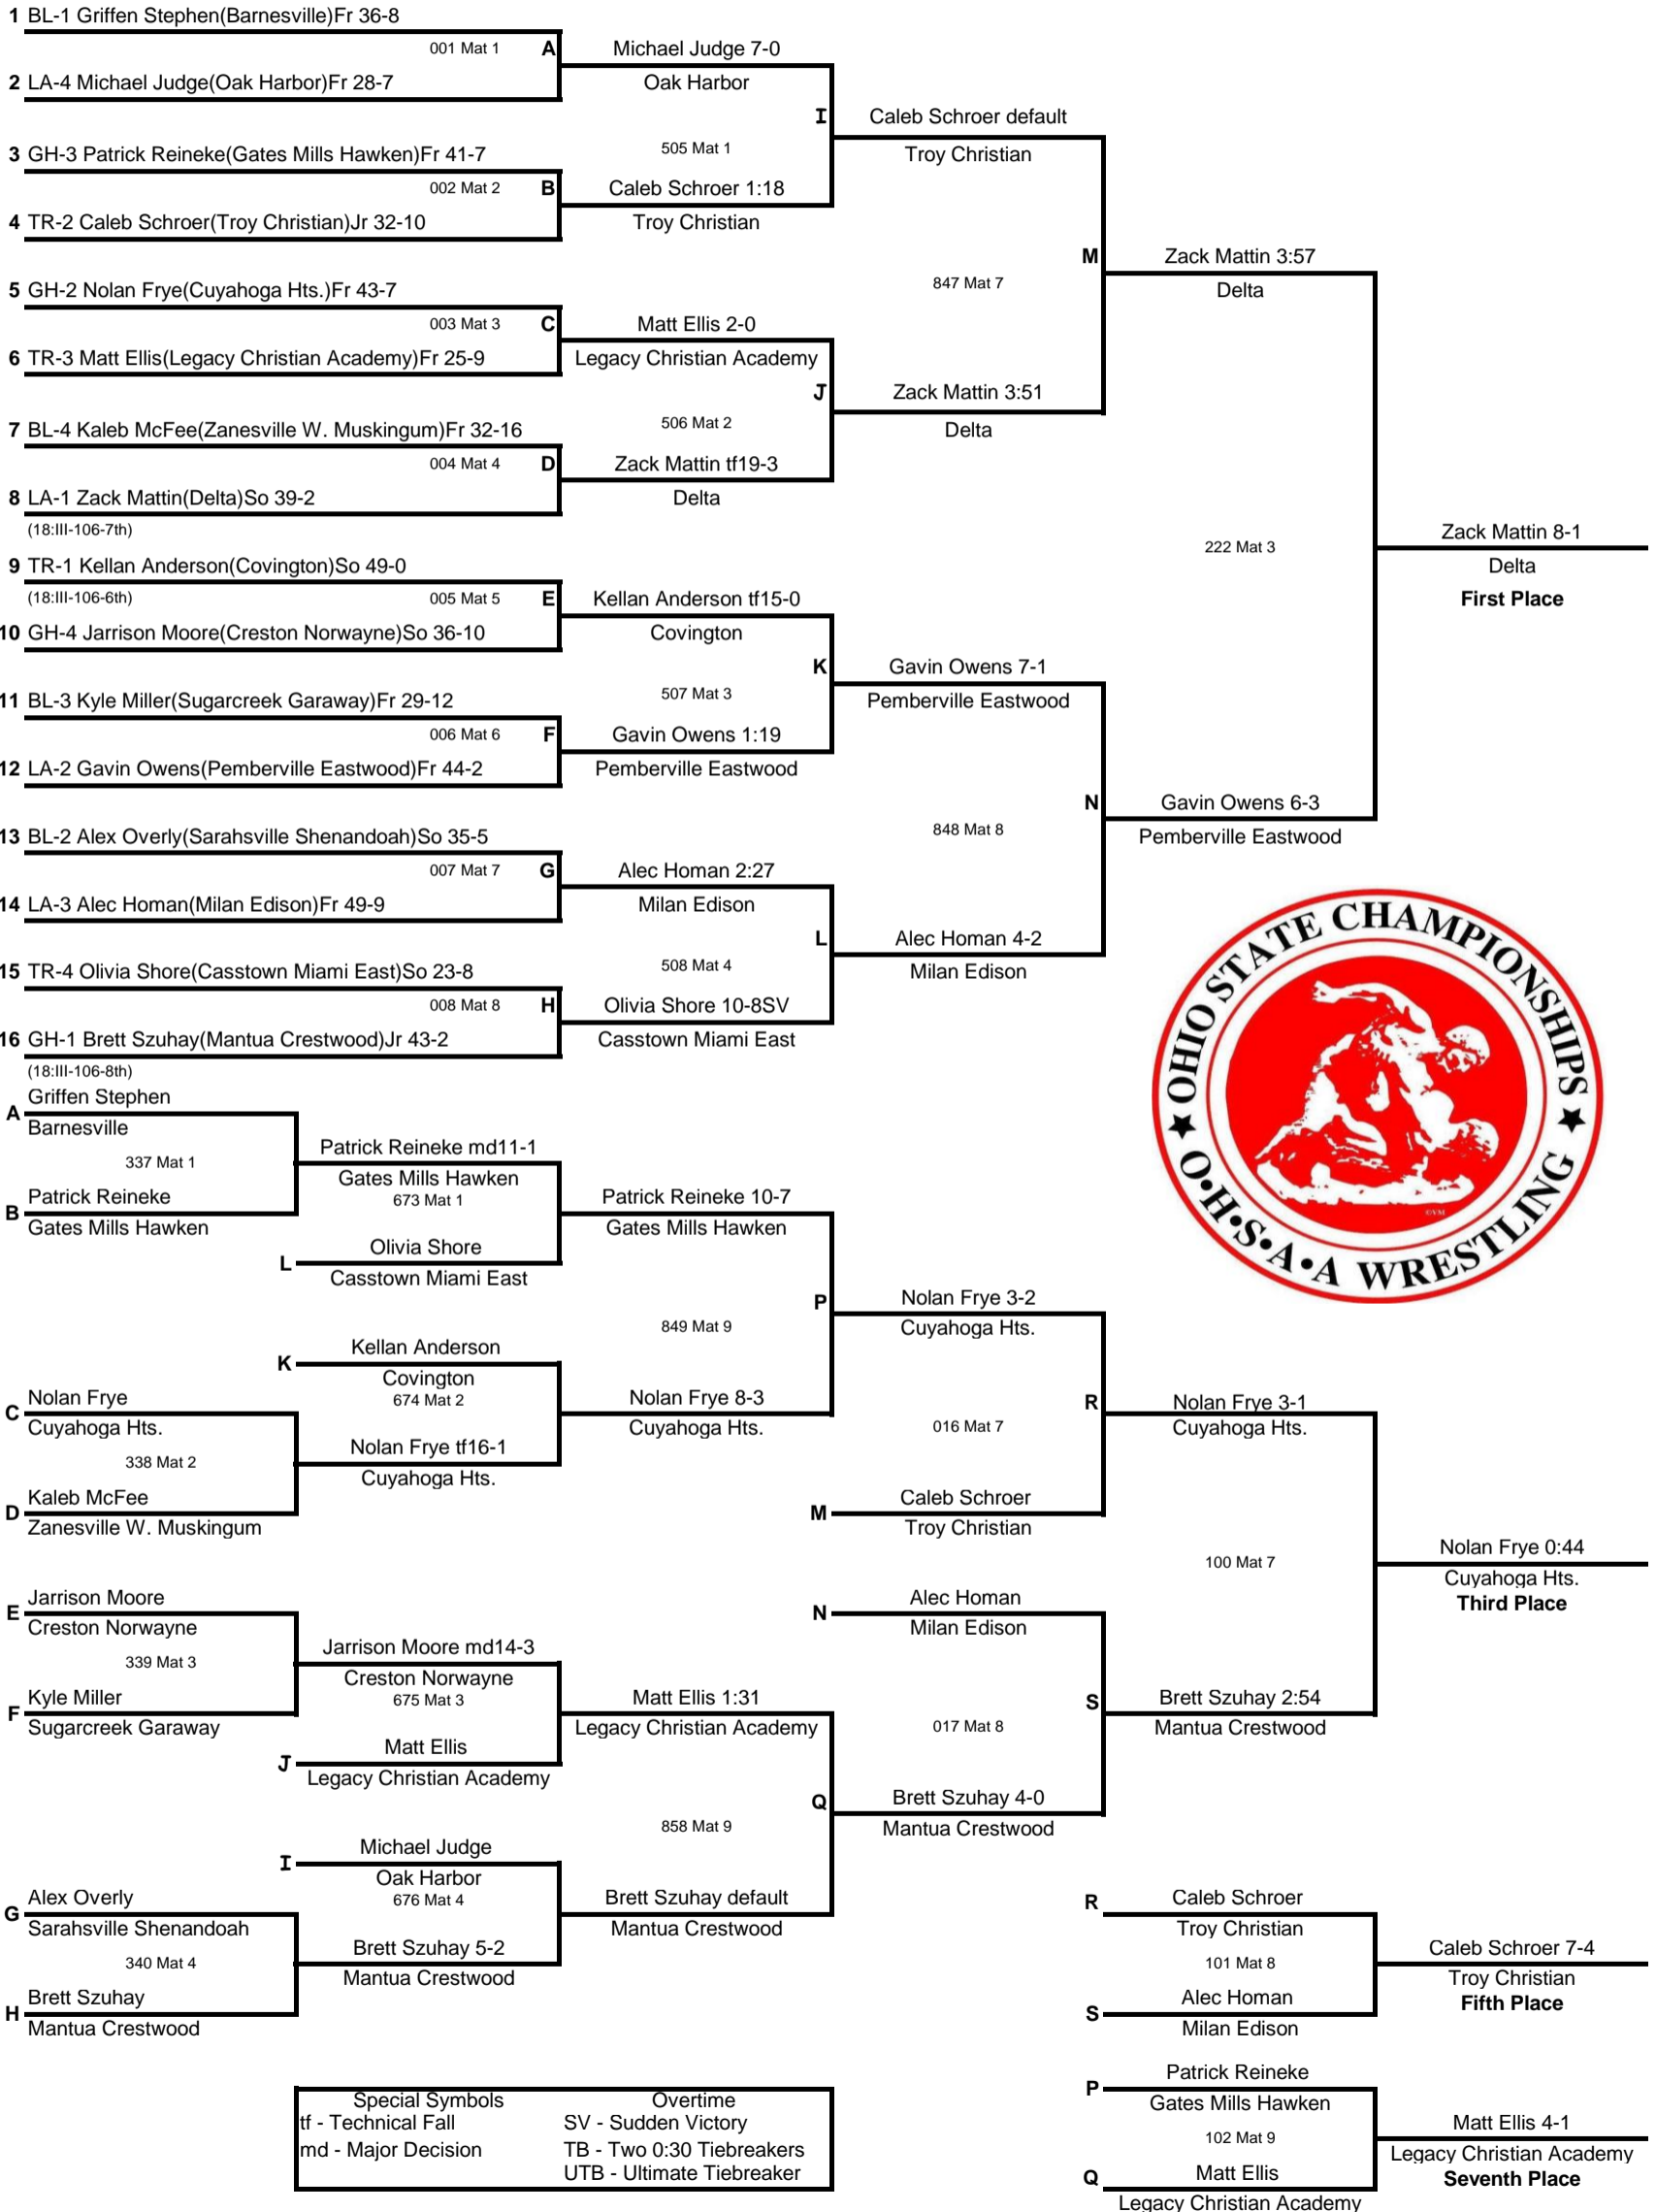 1 BL-1 Griffen Stephen(Barnesville)Fr 36-8
001 Mat 1 A
2 LA-4 Michael Judge(Oak Harbor)Fr 28-7
Michael Judge 7-0
Oak Harbor
3 GH-3 Patrick Reineke(Gates Mills Hawken)Fr 41-7
002 Mat 2 B
4 TR-2 Caleb Schroer(Troy Christian)Jr 32-10
505 Mat 1
I
Caleb Schroer 1:18
Troy Christian
Caleb Schroer default
Troy Christian
5 GH-2 Nolan Frye(Cuyahoga Hts.)Fr 43-7
003 Mat 3 C
6 TR-3 Matt Ellis(Legacy Christian Academy)Fr 25-9
Matt Ellis 2-0
Legacy Christian Academy
7 BL-4 Kaleb McFee(Zanesville W. Muskingum)Fr 32-16
004 Mat 4 D
8 LA-1 Zack Mattin(Delta)So 39-2
(18:III-106-7th)
506 Mat 2
J
Zack Mattin tf19-3
Delta
Zack Mattin 3:51
Delta
847 Mat 7
M
Zack Mattin 3:57
Delta
9 TR-1 Kellan Anderson(Covington)So 49-0
(18:III-106-6th)
005 Mat 5 E
10 GH-4 Jarrison Moore(Creston Norwayne)So 36-10
Kellan Anderson tf15-0
Covington
11 BL-3 Kyle Miller(Sugarcreek Garaway)Fr 29-12
006 Mat 6 F
12 LA-2 Gavin Owens(Pemberville Eastwood)Fr 44-2
507 Mat 3
K
Gavin Owens 1:19
Pemberville Eastwood
Gavin Owens 7-1
Pemberville Eastwood
13 BL-2 Alex Overly(Sarahsville Shenandoah)So 35-5
007 Mat 7 G
14 LA-3 Alec Homan(Milan Edison)Fr 49-9
Alec Homan 2:27
Milan Edison
15 TR-4 Olivia Shore(Casstown Miami East)So 23-8
008 Mat 8 H
16 GH-1 Brett Szuhay(Mantua Crestwood)Jr 43-2
(18:III-106-8th)
508 Mat 4
L
Olivia Shore 10-8SV
Casstown Miami East
Alec Homan 4-2
Milan Edison
848 Mat 8
N
Gavin Owens 6-3
Pemberville Eastwood
222 Mat 3
Zack Mattin 8-1
Delta
First Place
OHIO STATE CHAMPIONSHIPS
★ O•H•S•A•A WRESTLING ★
©VM
A Griffen Stephen
Barnesville
337 Mat 1
B Patrick Reineke
Gates Mills Hawken
Patrick Reineke md11-1
Gates Mills Hawken
673 Mat 1
L Olivia Shore
Casstown Miami East
Patrick Reineke 10-7
Gates Mills Hawken
K Kellan Anderson
Covington
674 Mat 2
C Nolan Frye
Cuyahoga Hts.
338 Mat 2
D Kaleb McFee
Zanesville W. Muskingum
Nolan Frye tf16-1
Cuyahoga Hts.
Nolan Frye 8-3
Cuyahoga Hts.
849 Mat 9
P
Nolan Frye 3-2
Cuyahoga Hts.
016 Mat 7
M Caleb Schroer
Troy Christian
R
Nolan Frye 3-1
Cuyahoga Hts.
E Jarrison Moore
Creston Norwayne
339 Mat 3
F Kyle Miller
Sugarcreek Garaway
Jarrison Moore md14-3
Creston Norwayne
675 Mat 3
J Matt Ellis
Legacy Christian Academy
Matt Ellis 1:31
Legacy Christian Academy
I Michael Judge
Oak Harbor
676 Mat 4
G Alex Overly
Sarahsville Shenandoah
340 Mat 4
H Brett Szuhay
Mantua Crestwood
Brett Szuhay 5-2
Mantua Crestwood
Brett Szuhay default
Mantua Crestwood
858 Mat 9
Q
N Alec Homan
Milan Edison
017 Mat 8
Brett Szuhay 4-0
Mantua Crestwood
S
Brett Szuhay 2:54
Mantua Crestwood
100 Mat 7
Nolan Frye 0:44
Cuyahoga Hts.
Third Place
R Caleb Schroer
Troy Christian
101 Mat 8
S Alec Homan
Milan Edison
Caleb Schroer 7-4
Troy Christian
Fifth Place
P Patrick Reineke
Gates Mills Hawken
102 Mat 9
Q Matt Ellis
Legacy Christian Academy
Matt Ellis 4-1
Legacy Christian Academy
Seventh Place
Special Symbols Overtime
tf - Technical Fall SV - Sudden Victory
md - Major Decision TB - Two 0:30 Tiebreakers
UTB - Ultimate Tiebreaker